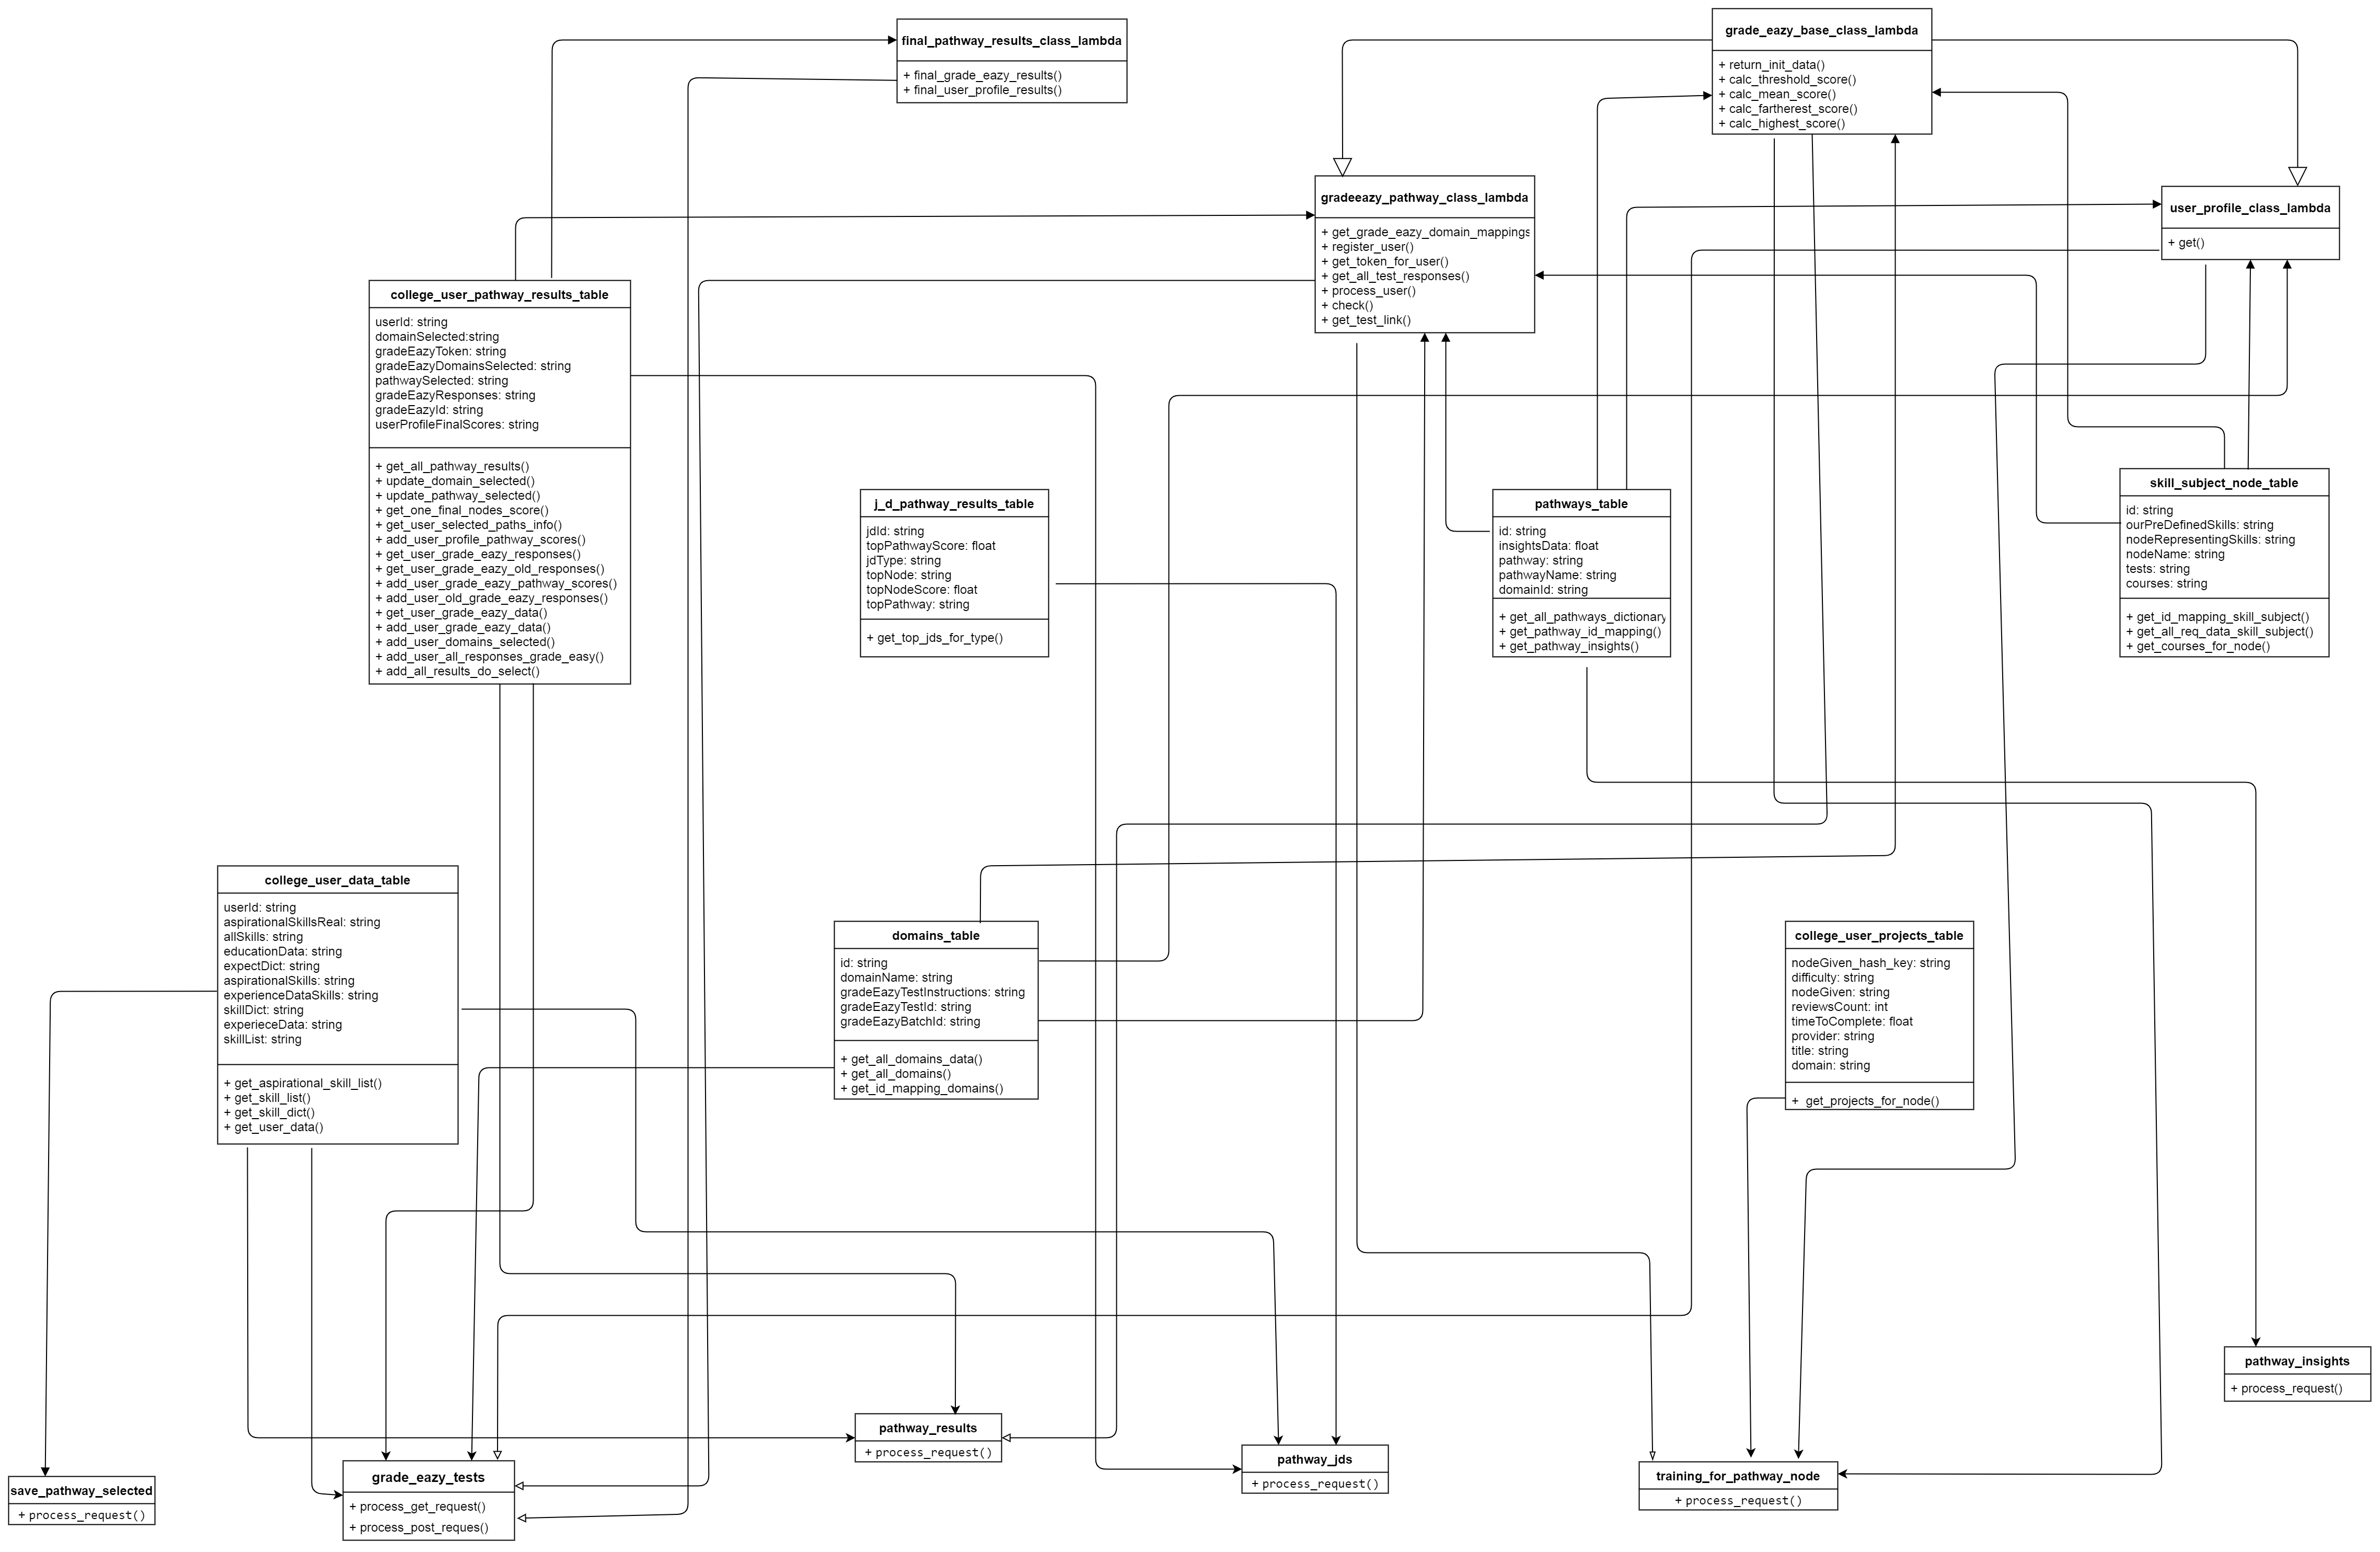 final_pathway_results_class_lambda
+ final_grade_eazy_results()
+ final_user_profile_results()
grade_eazy_base_class_lambda
+ return_init_data()
+ calc_threshold_score()
+ calc_mean_score()
+ calc_fartherest_score()
+ calc_highest_score()
gradeeazy_pathway_class_lambda
+ get_grade_eazy_domain_mappings
+ register_user()
+ get_token_for_user()
+ get_all_test_responses()
+ process_user()
+ check()
+ get_test_link()
user_profile_class_lambda
+ get()
college_user_pathway_results_table
userId: string
domainSelected:string
gradeEazyToken: string
gradeEazyDomainsSelected: string
pathwaySelected: string
gradeEazyResponses: string
gradeEazyId: string
userProfileFinalScores: string
+ get_all_pathway_results()
+ update_domain_selected()
+ update_pathway_selected()
+ get_one_final_nodes_score()
+ get_user_selected_paths_info()
+ add_user_profile_pathway_scores()
+ get_user_grade_eazy_responses()
+ get_user_grade_eazy_old_responses()
+ add_user_grade_eazy_pathway_scores()
+ add_user_old_grade_eazy_responses()
+ get_user_grade_eazy_data()
+ add_user_grade_eazy_data()
+ add_user_domains_selected()
+ add_user_all_responses_grade_easy()
+ add_all_results_do_select()
j_d_pathway_results_table
jdId: string
topPathwayScore: float
jdType: string
topNode: string
topNodeScore: float
topPathway: string
+ get_top_jds_for_type()
pathways_table
id: string
insightsData: float
pathway: string
pathwayName: string
domainId: string
+ get_all_pathways_dictionary
+ get_pathway_id_mapping()
+ get_pathway_insights()
skill_subject_node_table
id: string
ourPreDefinedSkills: string
nodeRepresentingSkills: string
nodeName: string
tests: string
courses: string
+ get_id_mapping_skill_subject()
+ get_all_req_data_skill_subject()
+ get_courses_for_node()
college_user_data_table
userId: string
aspirationalSkillsReal: string
allSkills: string
educationData: string
expectDict: string
aspirationalSkills: string
experienceDataSkills: string
skillDict: string
experieceData: string
skillList: string
+ get_aspirational_skill_list()
+ get_skill_list()
+ get_skill_dict()
+ get_user_data()
domains_table
id: string
domainName: string
gradeEazyTestInstructions: string
gradeEazyTestId: string
gradeEazyBatchId: string
+ get_all_domains_data()
+ get_all_domains()
+ get_id_mapping_domains()
college_user_projects_table
nodeGiven_hash_key: string
difficulty: string
nodeGiven: string
reviewsCount: int
timeToComplete: float
provider: string
title: string
domain: string
+ get_projects_for_node()
pathway_insights
+ process_request()
pathway_results
+ process_request()
pathway_jds
+ process_request()
training_for_pathway_node
+ process_request()
grade_eazy_tests
+ process_get_request()
+ process_post_reques()
save_pathway_selected
+ process_request()